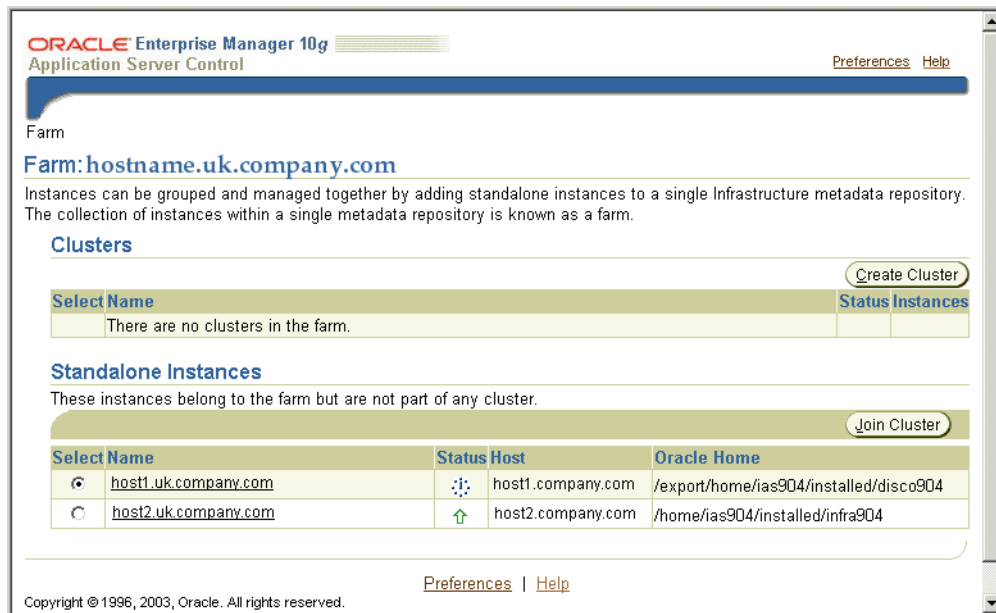 ORACLE Enterprise Manager 10g
Application Server Control
Preferences Help
Farm
Farm: hostname.uk.company.com
Instances can be grouped and managed together by adding standalone instances to a single Infrastructure metadata repository.
The collection of instances within a single metadata repository is known as a farm.
Clusters
Create Cluster
Select Name Status Instances
There are no clusters in the farm.
Standalone Instances
These instances belong to the farm but are not part of any cluster.
Join Cluster
Select Name Status Host Oracle Home
host1.uk.company.com host1.company.com /export/home/ias904/installed/disco904
host2.uk.company.com host2.company.com /home/ias904/installed/infra904
Preferences | Help
Copyright © 1996, 2003, Oracle. All rights reserved.